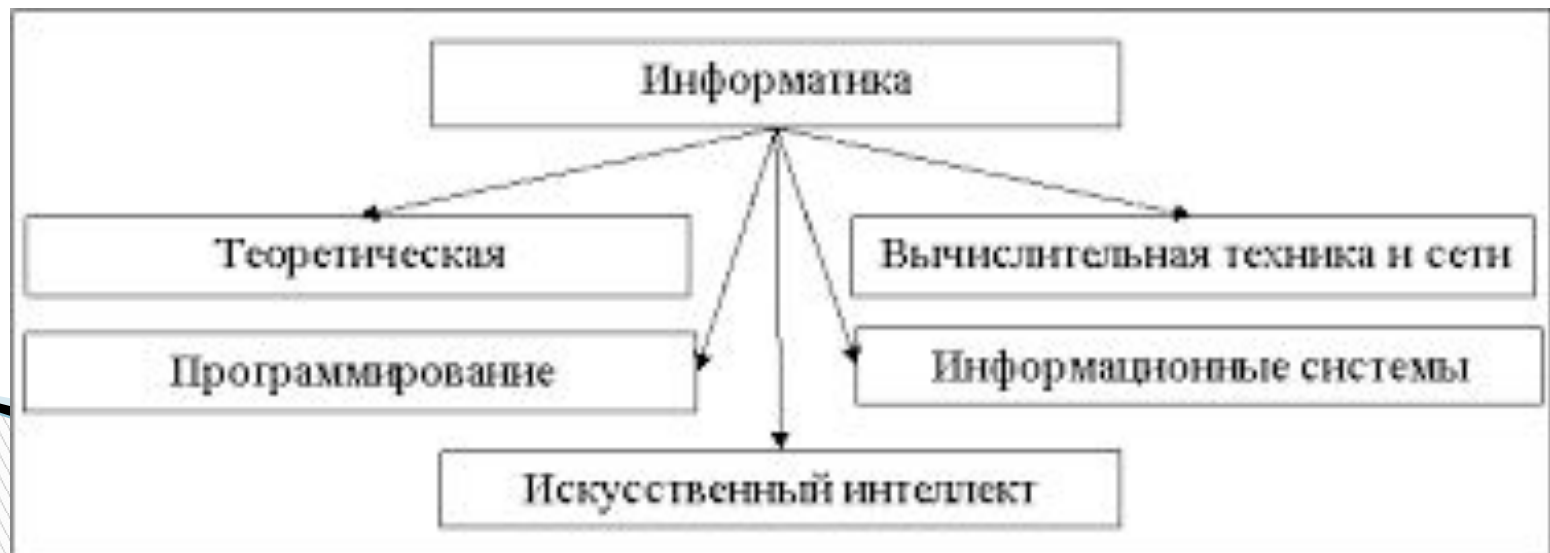 Информатика
Теоретическая
Вычислительная техника и сети
Программирование
Информационные системы
Искусственный интеллект